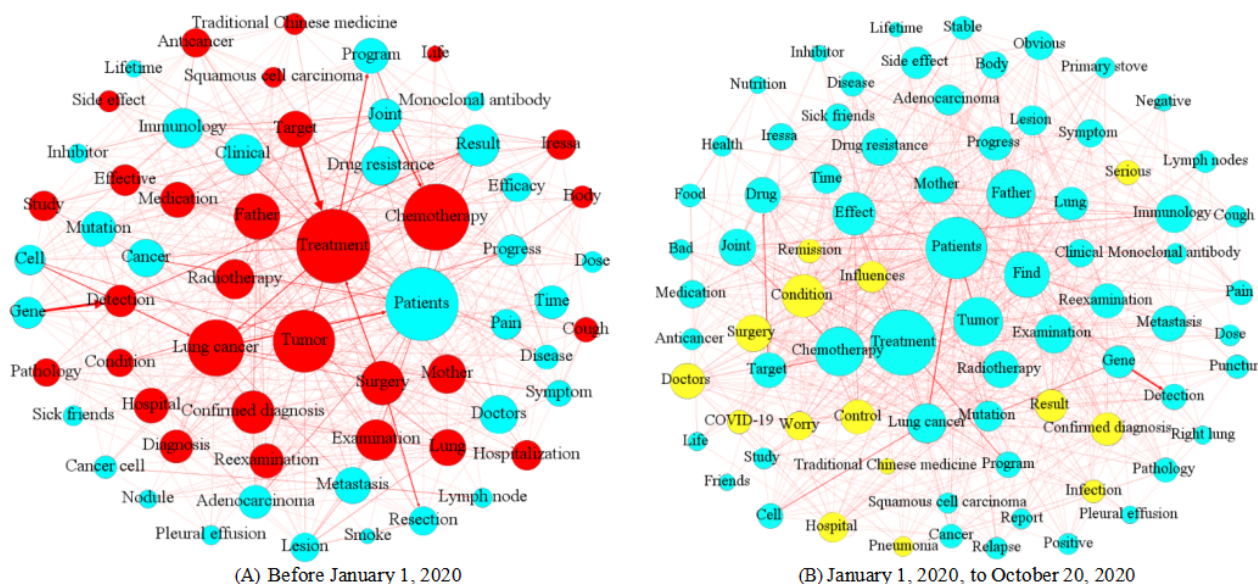 Traditional Chinese medicine
Anticancer
Program
Life
Lifetime
Squamous cell carcinoma
Side effect
Monoclonal antibody
Immunology
Target
Joint
Result
Iressa
Inhibitor
Clinical
Drug resistance
Effective
Medication
Efficacy
Study
Father
Chemotherapy
Body
Mutation
Treatment
Cell
Cancer
Progress
Dose
Radiotherapy
Gene
Detection
Patients
Time
Pain
Cough
Lung cancer
Tumor
Disease
Pathology
Condition
Surgery
Mother
Symptom
Sick friends
Hospital
Confirmed diagnosis
Doctors
Diagnosis
Examination
Lung
Hospitalization
Reexamination
Cancer cell
Metastasis
Nodule
Adenocarcinoma
Lymph node
Resection
Pleural effusion
Smoke
Lesion
(A) Before January 1, 2020
Lifetime
Stable
Obvious
Inhibitor
Side effect
Body
Primary stove
Nutrition
Disease
Adenocarcinoma
Negative
Sick friends
Lesion
Symptom
Health
Iressa
Drug resistance
Progress
Lymph nodes
Serious
Food
Drug
Time
Mother
Father
Lung
Immunology
Cough
Effect
Bad
Joint
Remission
Patients
Clinical
Monoclonal antibody
Influences
Find
Medication
Condition
Reexamination
Pain
Anticancer
Surgery
Tumor
Examination
Metastasis
Dose
Chemotherapy
Treatment
Doctors
Target
Radiotherapy
Gene
Punctur
Result
Detection
COVID-19
Worry
Control
Lung cancer
Mutation
Confirmed diagnosis
Right lung
Life
Study
Traditional Chinese medicine
Program
Pathology
Friends
Infection
Squamous cell carcinoma
Pleural effusion
Cell
Hospital
Cancer
Report
Pneumonia
Relapse
Positive
(B) January 1, 2020, to October 20, 2020